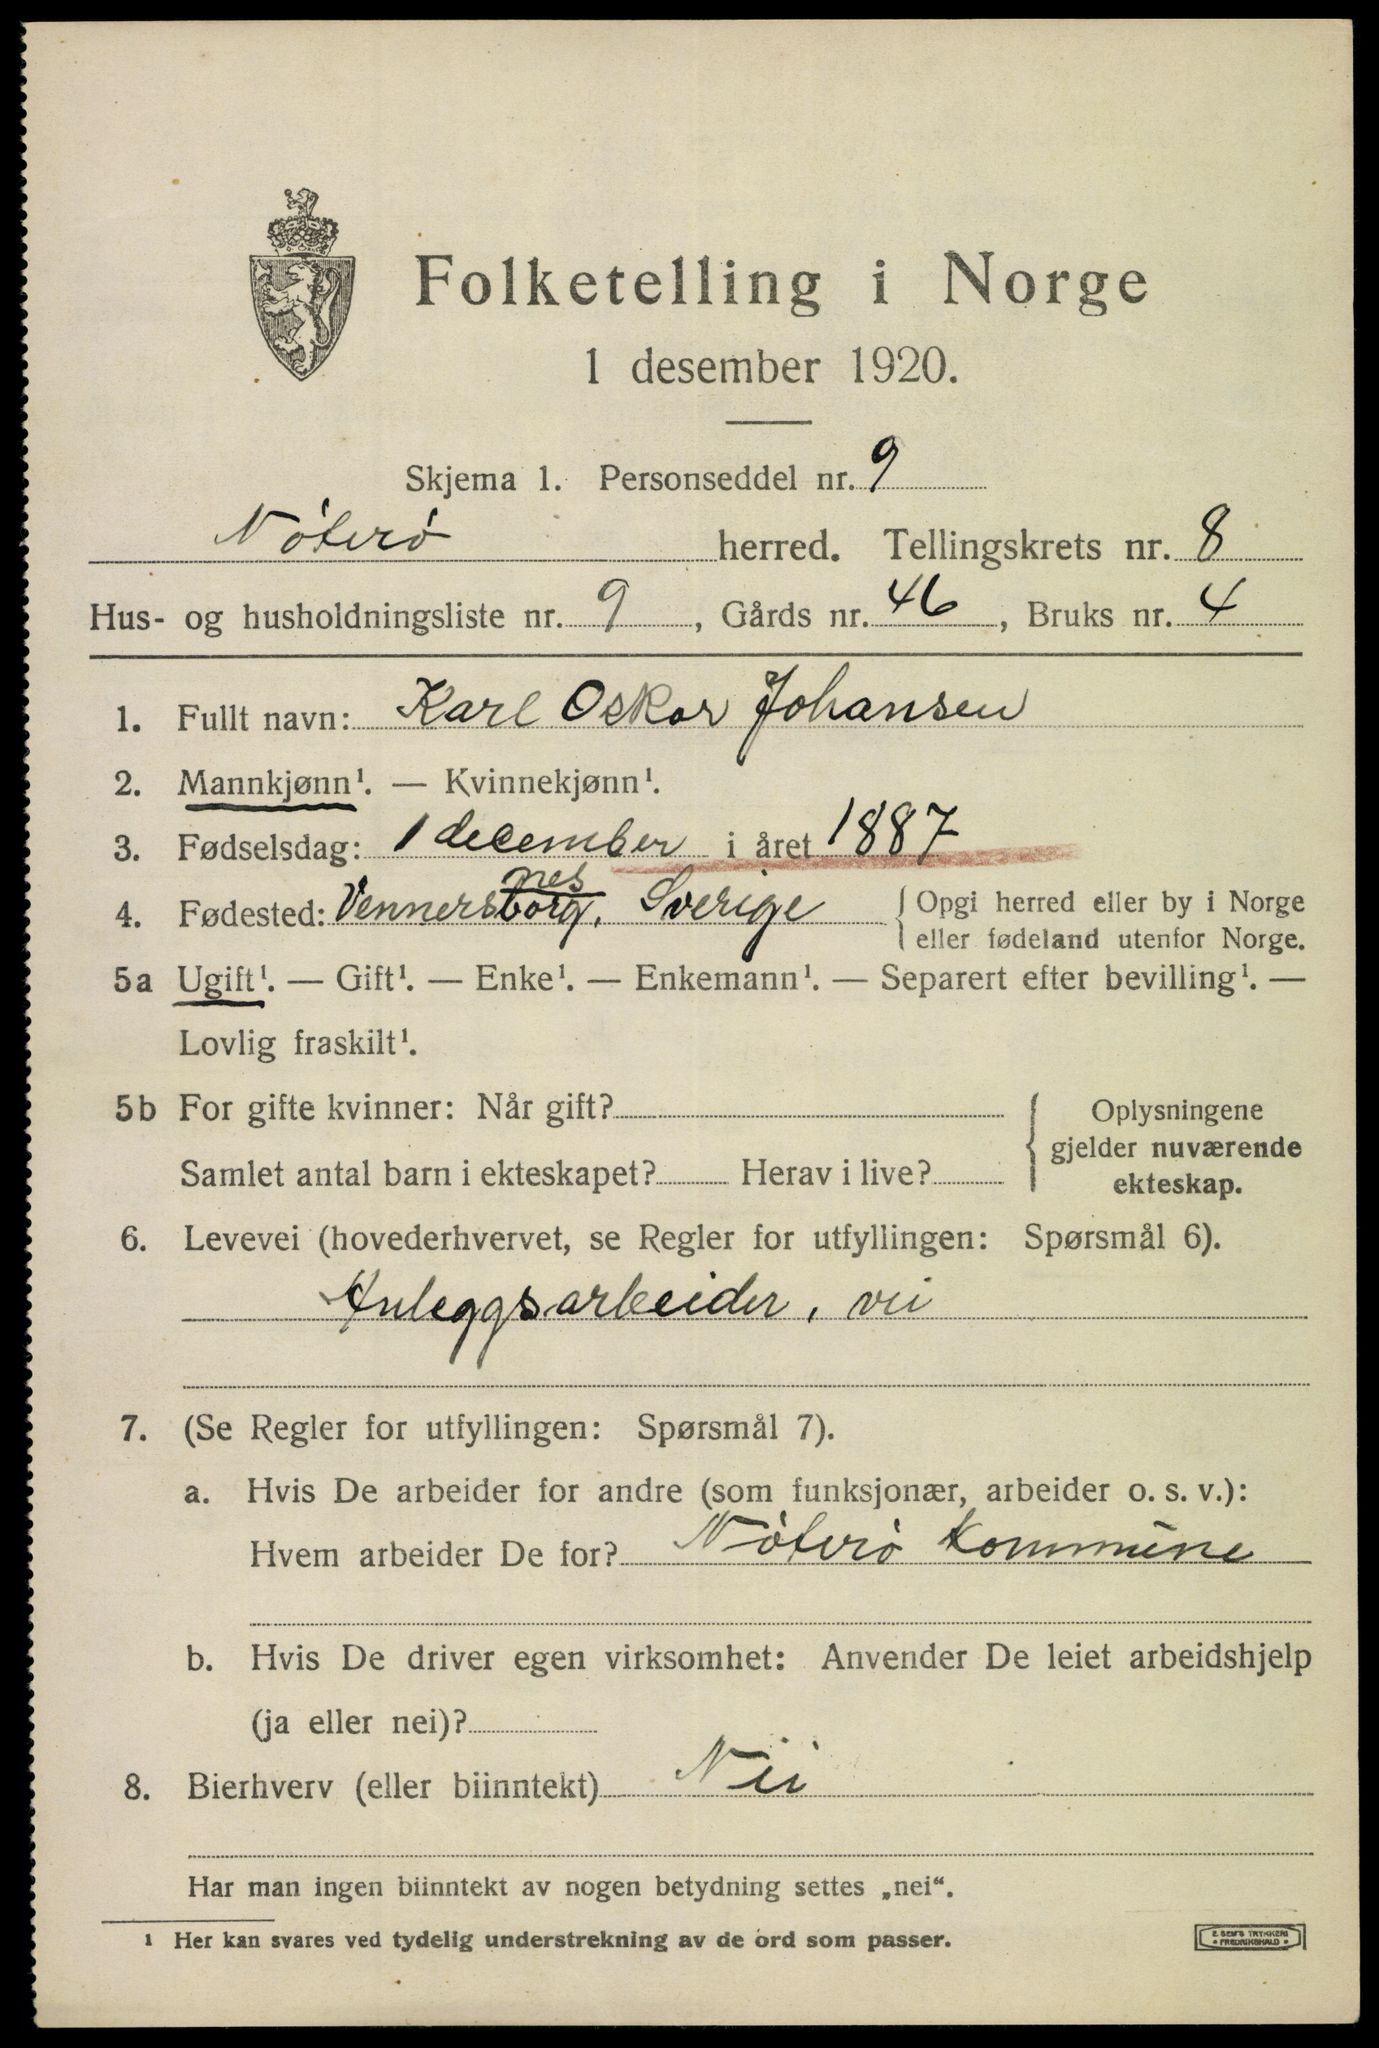 Folketelling i Norge
1 desember 1920.
Skjema 1. Personseddel nr. 9
Nøterø herred. Tellingskrets nr. 8
Hus- og husholdningsliste nr. 9, Gårds nr. 46, Bruks nr. 4
1. Fullt navn: Karl Oskar Johansen
2. Mannkjønn¹. — Kvinnekjønn¹.
3. Fødselsdag: 1 december i året 1887
nes
4. Fødested: Vennersborg, Sverige { Opgi herred eller by i Norge
eller fødeland utenfor Norge.
5a Ugift¹. — Gift¹. — Enke¹. — Enkemann¹. — Separert efter bevilling¹. —
Lovlig fraskilt¹.
5b For gifte kvinner: Når gift?
Samlet antal barn i ekteskapet? Herav i live?
{ Oplysningene
gjelder nuværende
ekteskap.
6. Levevei (hovederhvervet, se Regler for utfyllingen: Spørsmål 6).
Anleggsarbeider, vei
7. (Se Regler for utfyllingen: Spørsmål 7).
a. Hvis De arbeider for andre (som funksjonær, arbeider o. s. v.):
Hvem arbeider De for? Nøterø kommune
b. Hvis De driver egen virksomhet: Anvender De leiet arbeidshjelp
(ja eller nei)?
8. Bierhverv (eller biinntekt) Nei
Har man ingen biinntekt av nogen betydning settes „nei“.
¹ Her kan svares ved tydelig understrekning av de ord som passer.
E. SEM'S TRYKKERI
• FREDRIKSHALD •